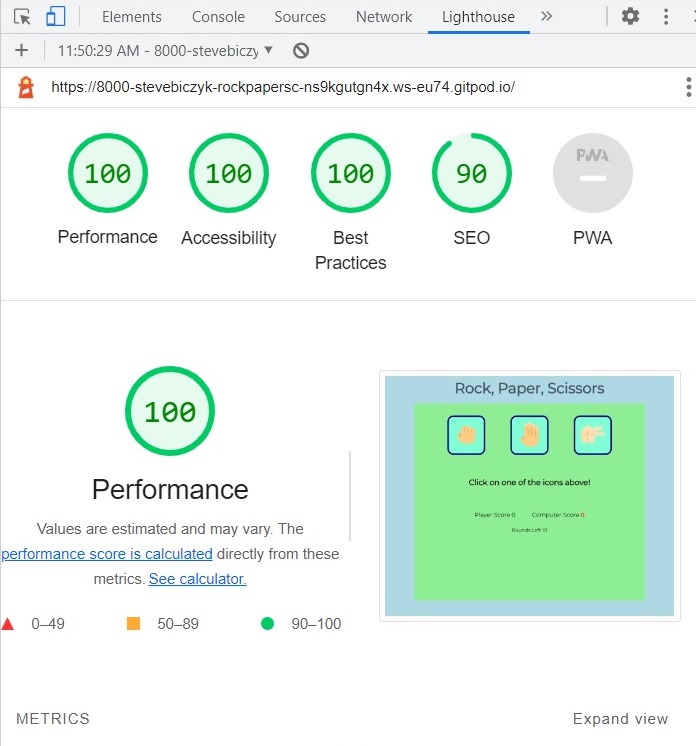 Elements Console Sources Network Lighthouse »
+ 11:50:29 AM - 8000-stevebiczy ▼
https://8000-stevebiczyk-rockpapersc-ns9kgutgn4x.ws-eu74.gitpod.io/
100 100 100 90 PWA
Performance Accessibility Best Practices SEO PWA
100
Performance
Values are estimated and may vary. The
performance score is calculated directly from these
metrics. See calculator.
0–49 50–89 90–100
Rock, Paper, Scissors
Click on one of the icons above!
Player Score 0 Computer Score 0
Rounds Left 10
METRICS Expand view